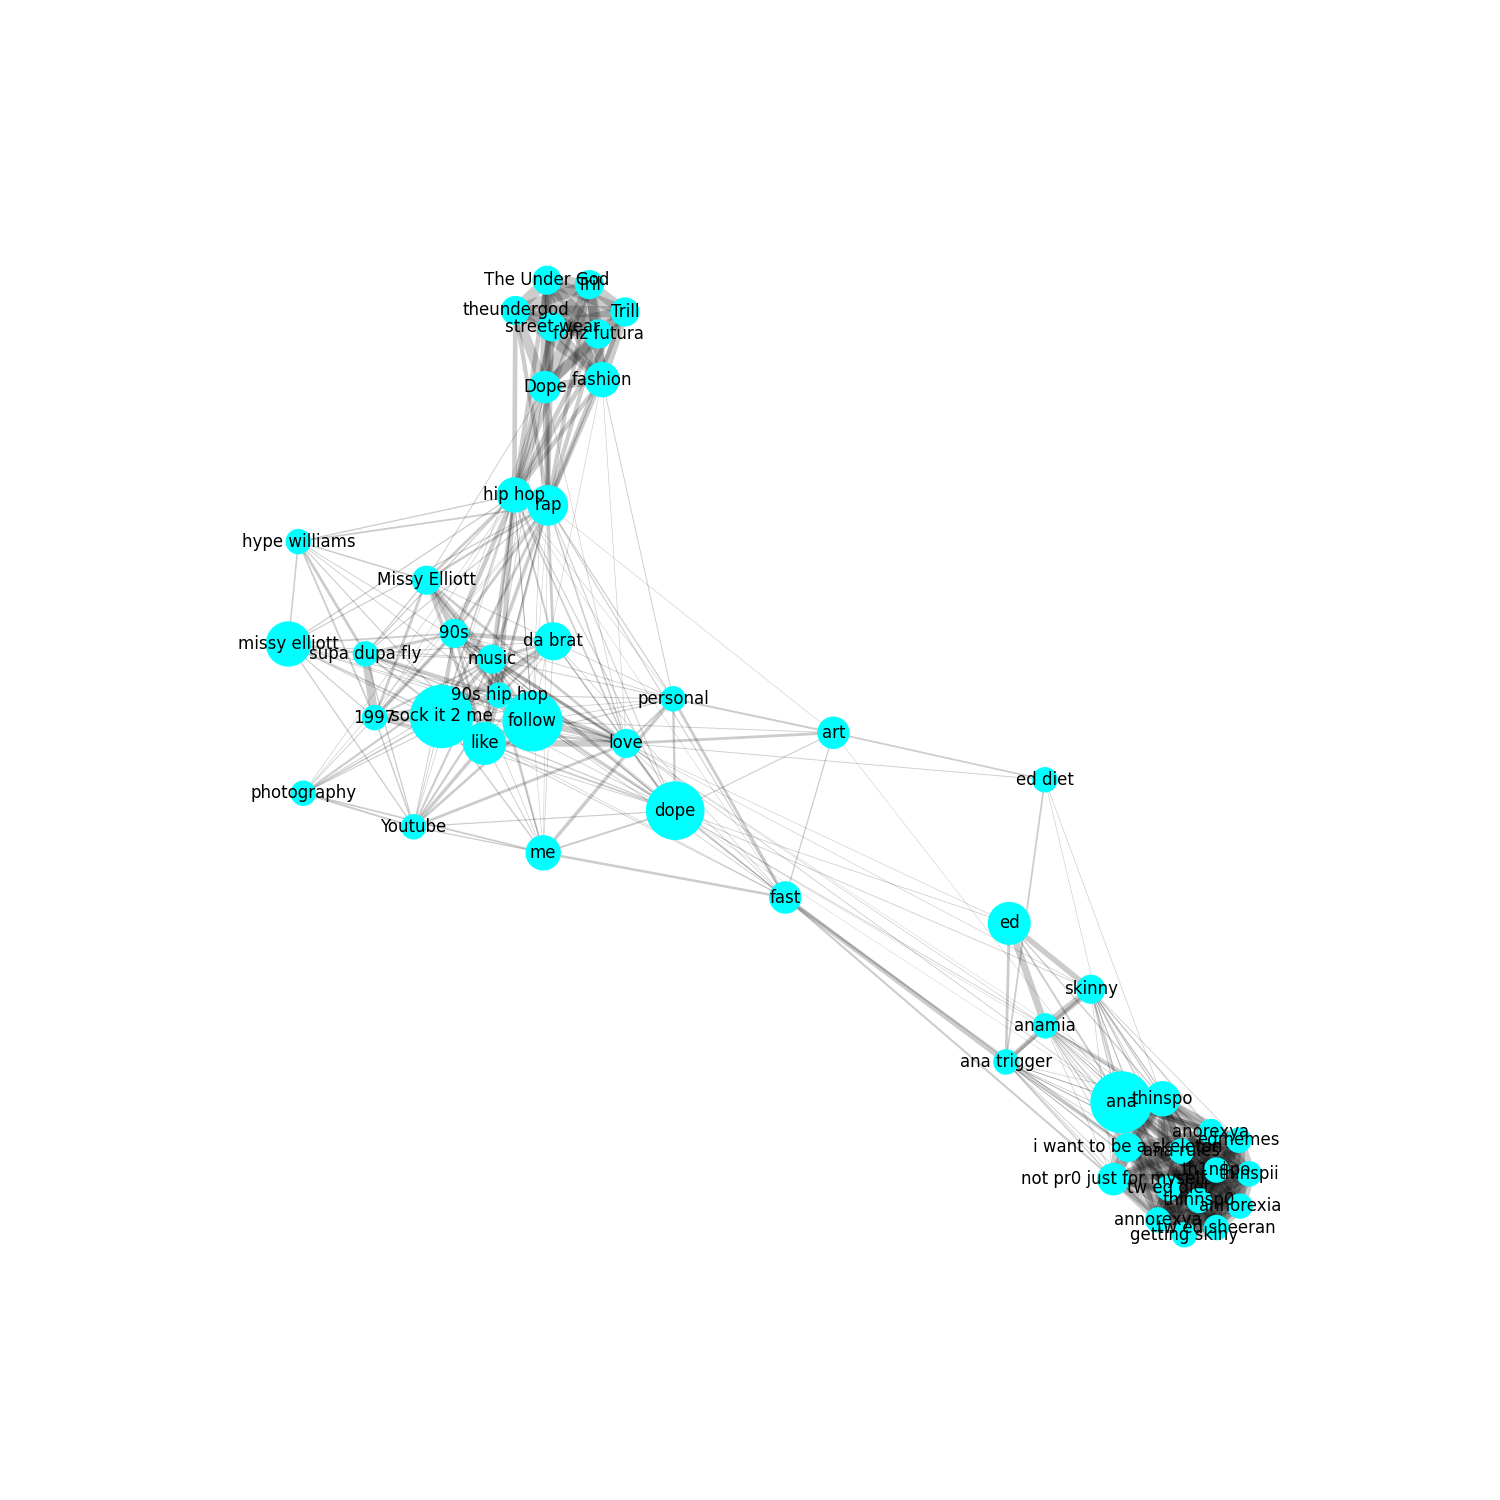 The Under God
Tril
theundergod
Trill
street wear
fonz futura
Dope
fashion
hip hop
rap
hype williams
Missy Elliott
missy elliott
90s
da brat
supa dupa fly
music
90s hip hop
personal
1997
sock it 2 me
follow
like
love
art
photography
ed diet
Youtube
dope
me
fast
ed
skinny
anamia
ana trigger
ana
thinspo
anorexya
edmemes
i want to be a skeleton
ana rules
not pr0 just for myself
thinspii
tw ed diet
thinnsp0
annorexia
annorexya
tw ed sheeran
getting skiny